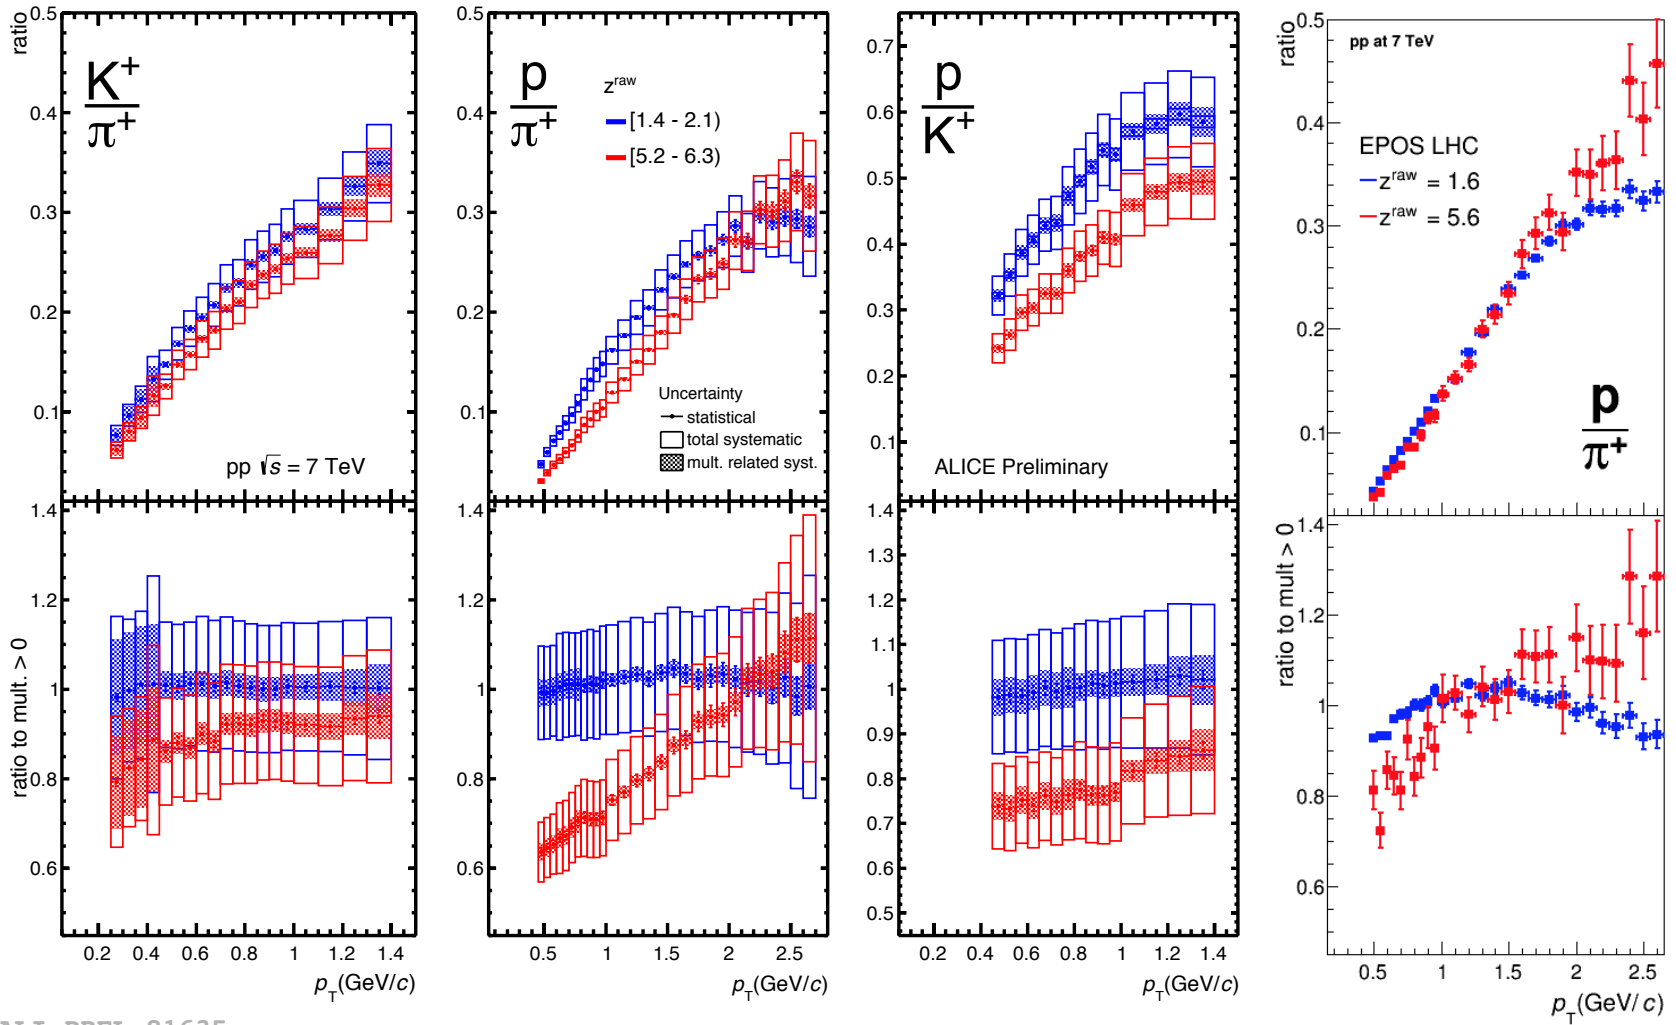 ratio
0.5
0.4
0.3
0.2
0.1
K⁺
π⁺
pp √s = 7 TeV
ratio to mult. > 0
1.4
1.2
1
0.8
0.6
0.2 0.4 0.6 0.8 1.0 1.2 1.4
p_T(GeV/c)
0.5
0.4
0.3
0.2
0.1
p
π⁺
z^raw
[1.4 - 2.1)
[5.2 - 6.3)
Uncertainty
statistical
total systematic
mult. related syst.
1.4
1.2
1
0.8
0.6
0.5 1 1.5 2 2.5
p_T(GeV/c)
0.7
0.6
0.5
0.4
0.3
0.2
0.1
p
K⁺
ALICE Preliminary
1.4
1.3
1.2
1.1
1
0.9
0.8
0.7
0.6
0.5
0.2 0.4 0.6 0.8 1 1.2 1.4
p_T(GeV/c)
ratio
0.5
0.4
0.3
0.2
0.1
pp at 7 TeV
EPOS LHC
z^raw = 1.6
z^raw = 5.6
p
π⁺
ratio to mult > 0
1.4
1.2
1
0.8
0.6
0.5 1 1.5 2 2.5
p_T(GeV/c)